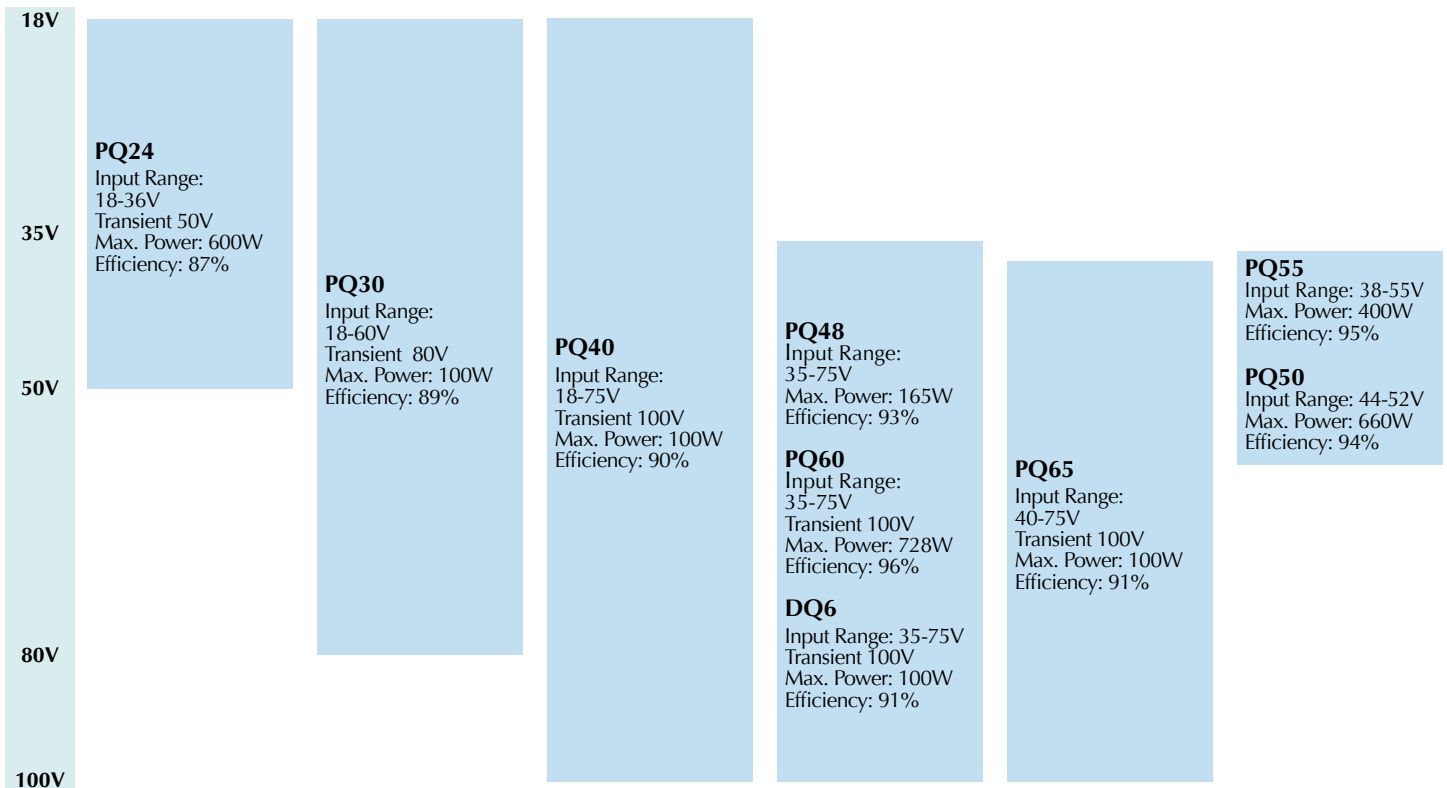 18V
35V
50V
80V
100V
PQ24
Input Range:
18-36V
Transient 50V
Max. Power: 600W
Efficiency: 87%
PQ30
Input Range:
18-60V
Transient 80V
Max. Power: 100W
Efficiency: 89%
PQ40
Input Range:
18-75V
Transient 100V
Max. Power: 100W
Efficiency: 90%
PQ48
Input Range:
35-75V
Max. Power: 165W
Efficiency: 93%
PQ60
Input Range:
35-75V
Transient 100V
Max. Power: 728W
Efficiency: 96%
DQ6
Input Range: 35-75V
Transient 100V
Max. Power: 100W
Efficiency: 91%
PQ65
Input Range:
40-75V
Transient 100V
Max. Power: 100W
Efficiency: 91%
PQ55
Input Range: 38-55V
Max. Power: 400W
Efficiency: 95%
PQ50
Input Range: 44-52V
Max. Power: 660W
Efficiency: 94%